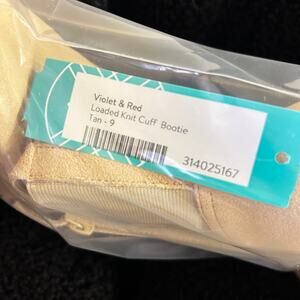 Violet & Red
Loaded Knit Cuff Bootie
Tan - 9
314025167